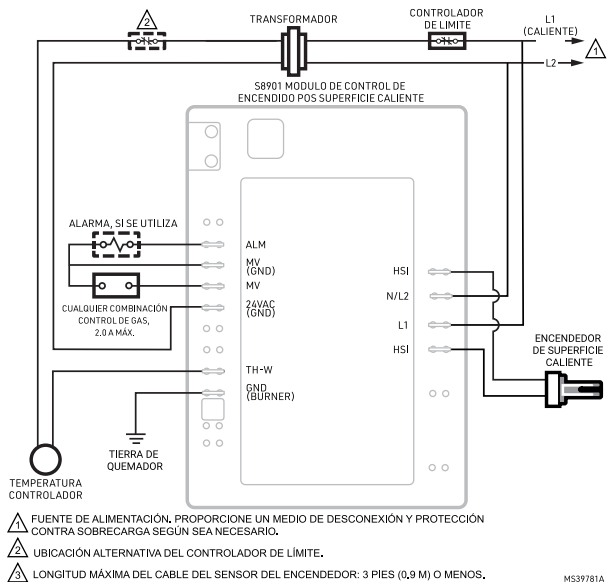 2
TRANSFORMADOR
CONTROLADOR
DE LIMITE
L1
(CALIENTE)
L2
1
S8901 MODULO DE CONTROL DE
ENCENDIDO POS SUPERFICIE CALIENTE
ALARMA, SI SE UTILIZA
ALM
MV
(GND)
MV
24VAC
(GND)
CUALQUIER COMBINACIÓN
CONTROL DE GAS,
2.0 A MÁX.
TH-W
GND
(BURNER)
HSI
N/L2
L1
HSI
ENCENDEDOR
DE SUPERFICIE
CALIENTE
TIERRA DE
QUEMADOR
TEMPERATURA
CONTROLADOR
1 FUENTE DE ALIMENTACIÓN. PROPORCIONE UN MEDIO DE DESCONEXIÓN Y PROTECCIÓN
CONTRA SOBRECARGA SEGÚN SEA NECESARIO.
2 UBICACIÓN ALTERNATIVA DEL CONTROLADOR DE LÍMITE.
3 LONGITUD MÁXIMA DEL CABLE DEL SENSOR DEL ENCENDEDOR: 3 PIES (0,9 M) O MENOS.
MS39781A